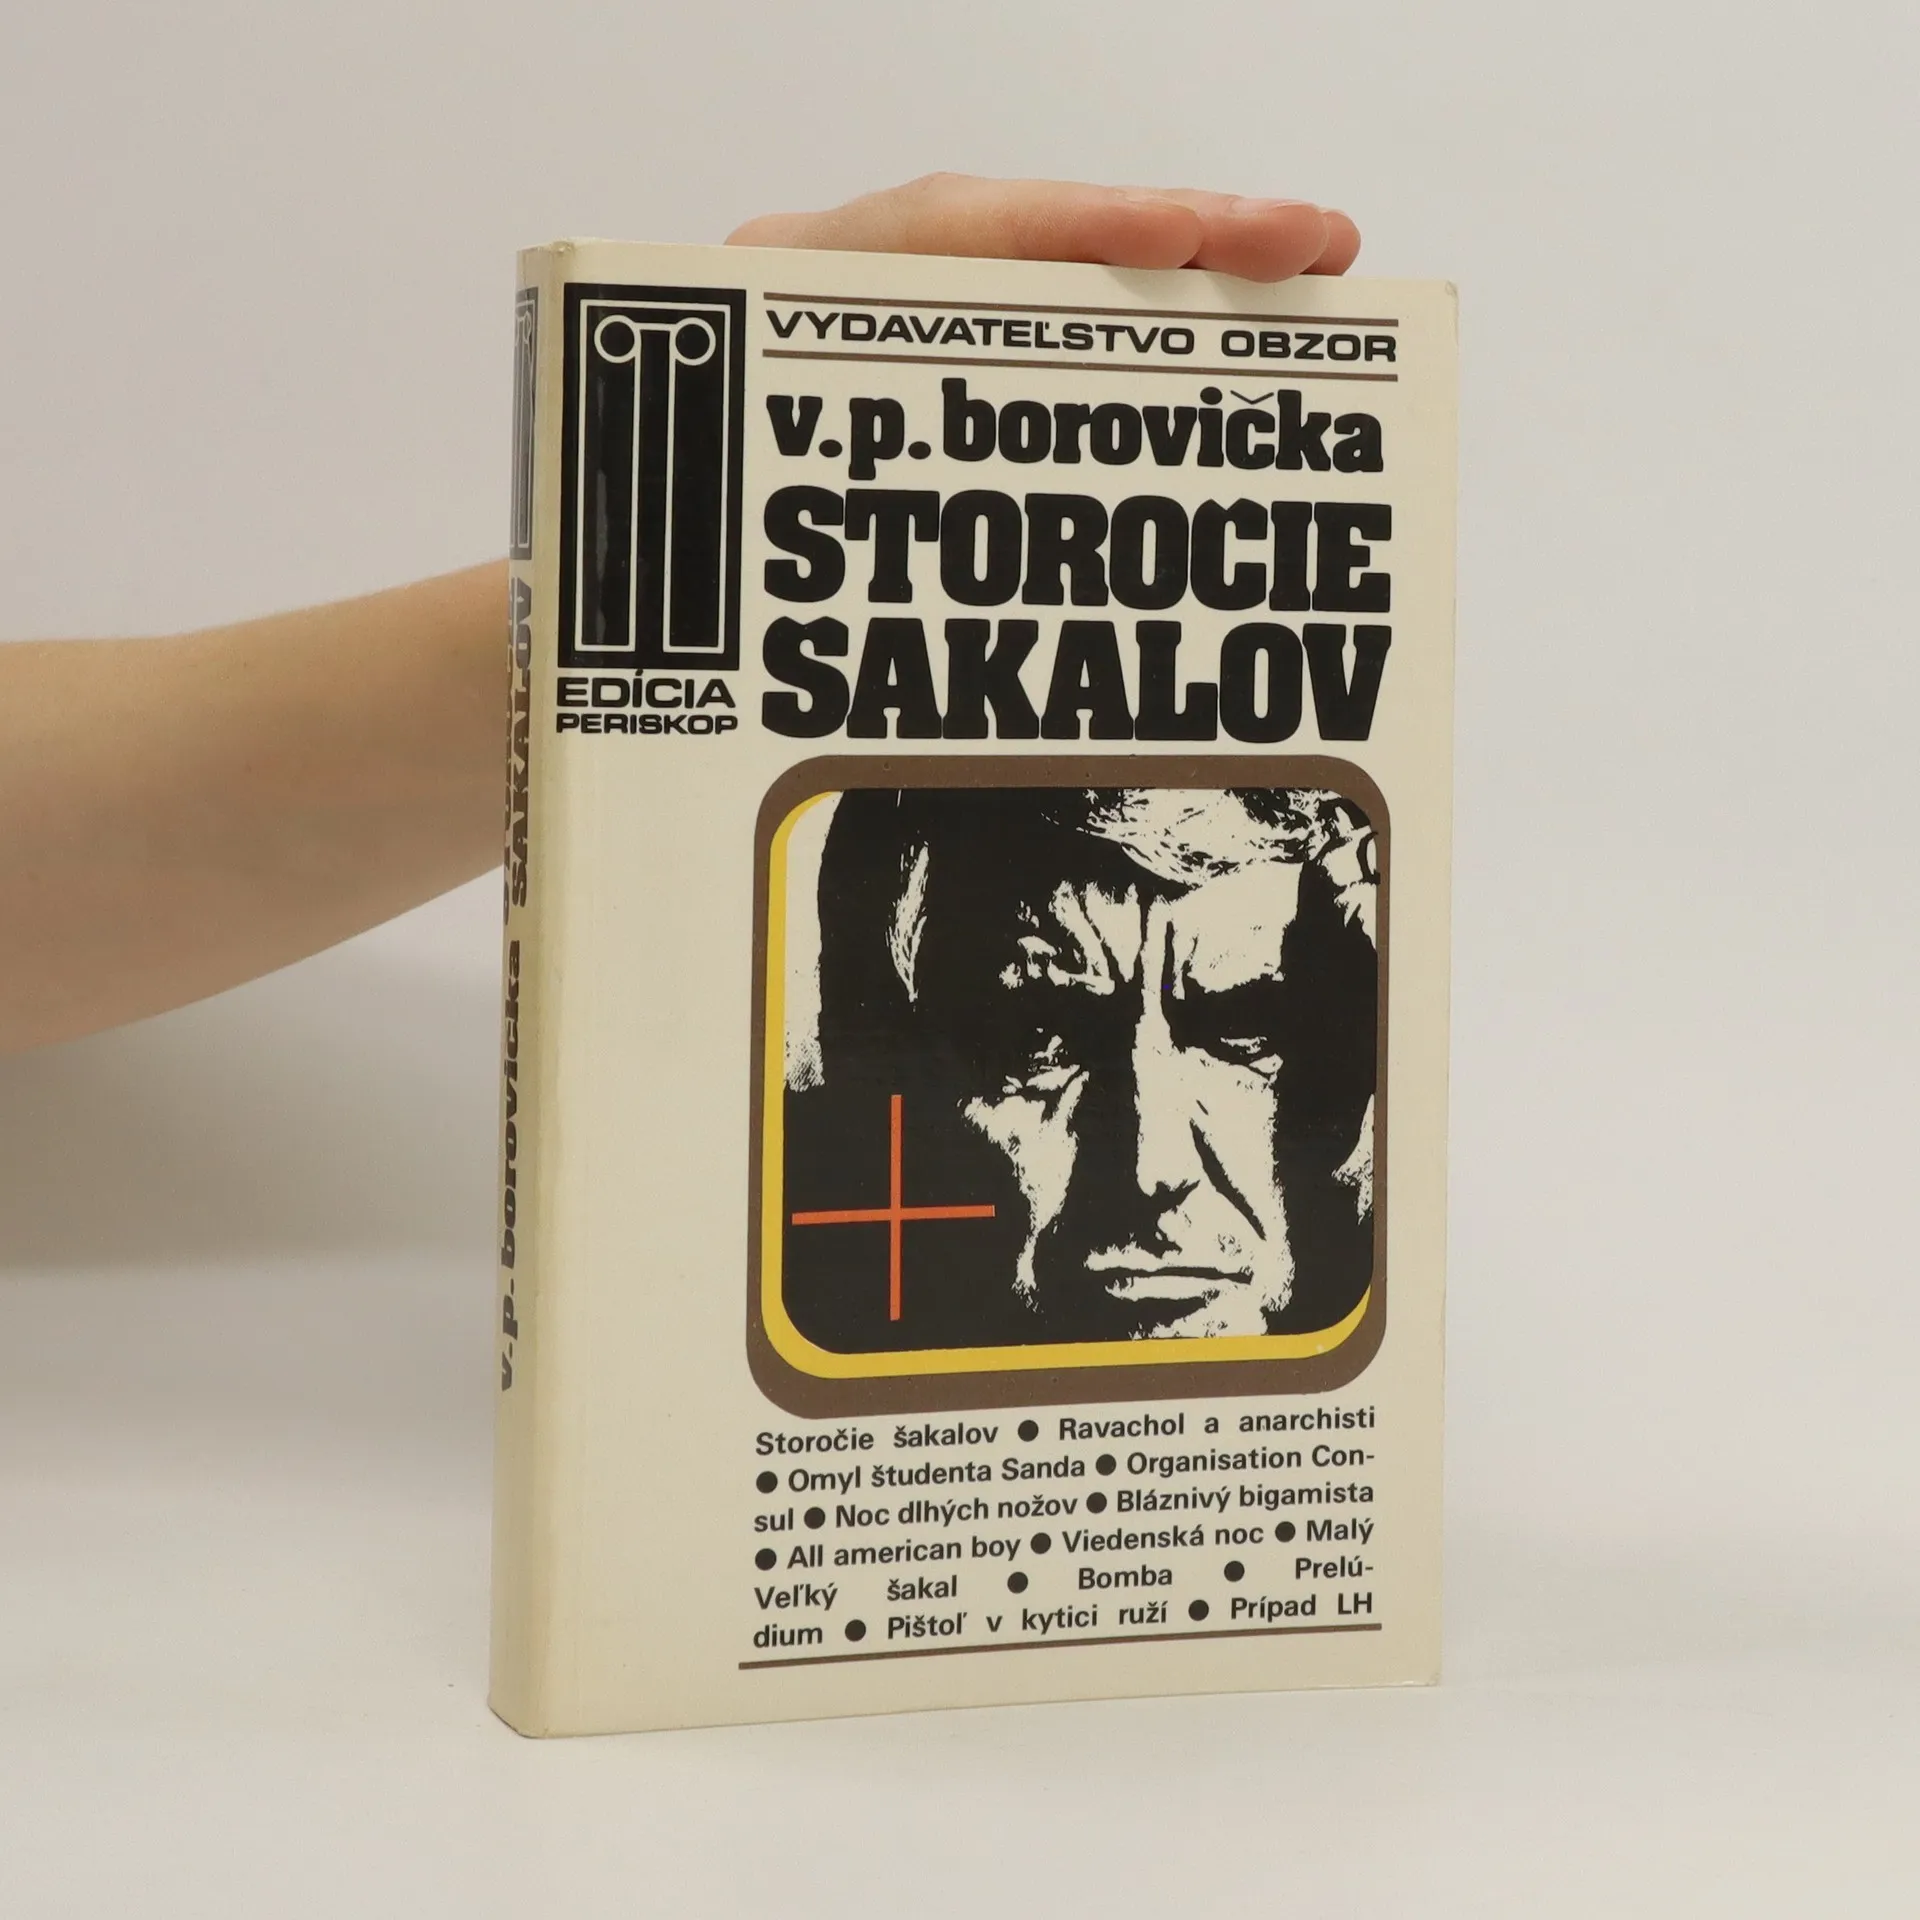 VYDAVATEĽSTVO OBZOR
v.p. borovička
STOROČIE
ŠAKALOV
EDÍCIA
PERISKOP
Storočie šakalov ● Ravachol a anarchisti
● Omyl študenta Sanda ● Organisation Con-
sul ● Noc dlhých nožov ● Bláznivý bigamista
● All american boy ● Viedenská noc ● Malý
Veľký šakal ● Bomba ● Prelú-
dium ● Pištoľ v kytici ruží ● Prípad LH
v.p. borovička STOROČIE ŠAKALOV